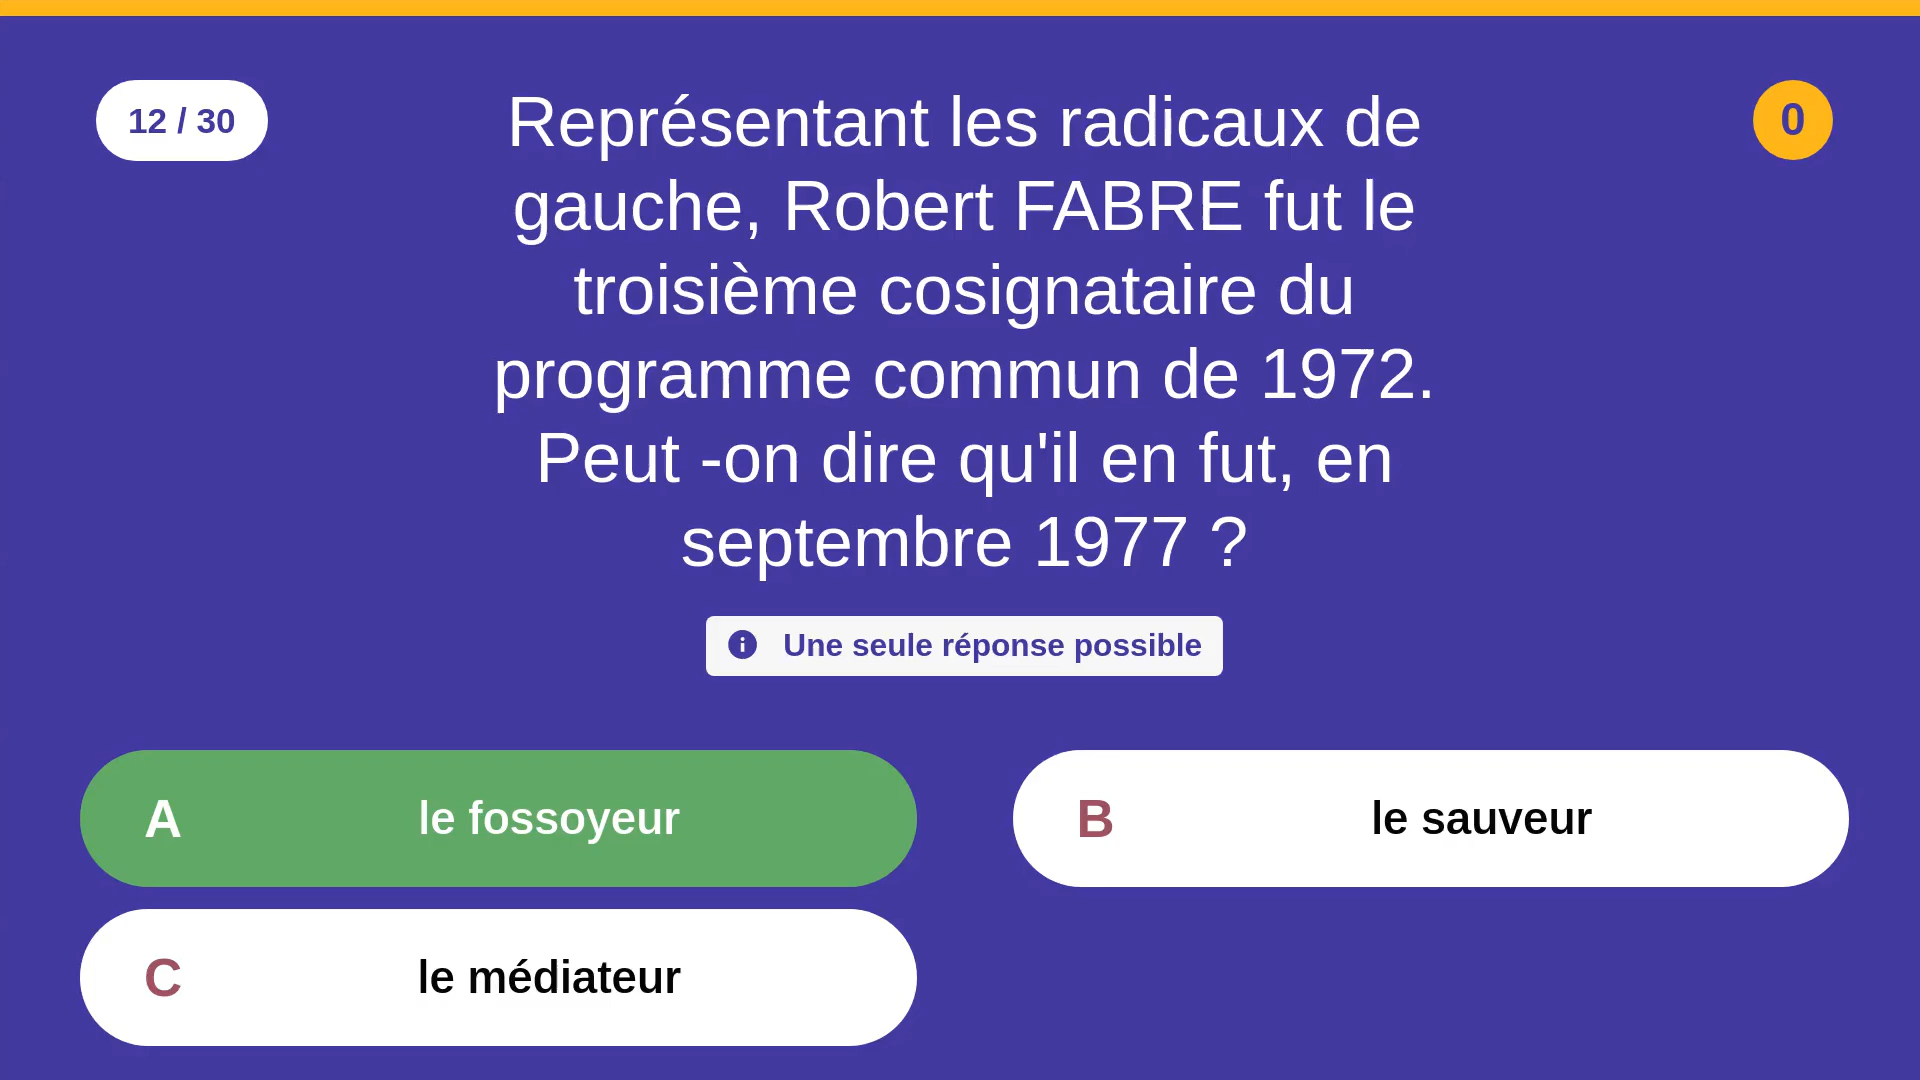 12 / 30
0
Représentant les radicaux de
gauche, Robert FABRE fut le
troisième cosignataire du
programme commun de 1972.
Peut -on dire qu'il en fut, en
septembre 1977 ?
Une seule réponse possible
A le fossoyeur
B le sauveur
C le médiateur